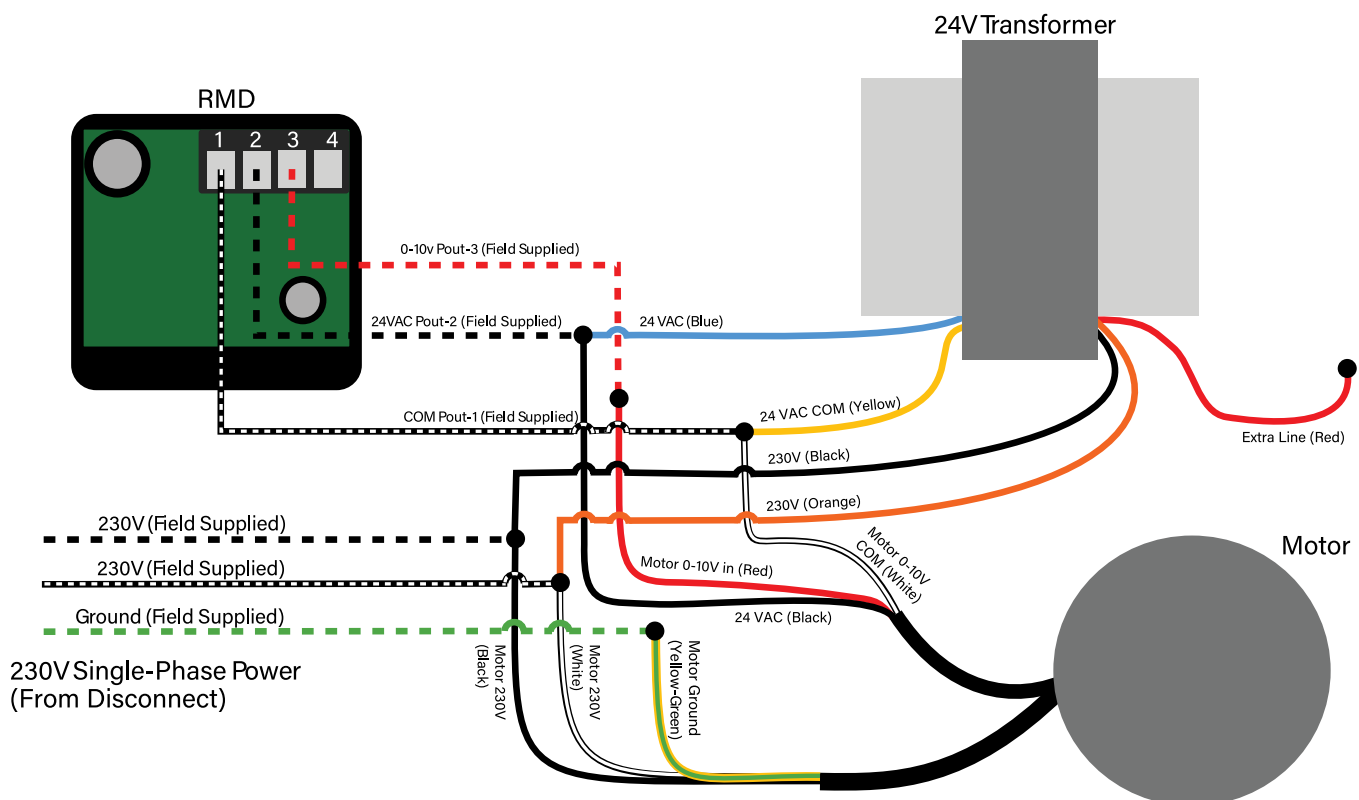 24V Transformer
RMD
1 2 3 4
0-10v Pout-3 (Field Supplied)
24VAC Pout-2 (Field Supplied)
24 VAC (Blue)
COM Pout-1 (Field Supplied)
24 VAC COM (Yellow)
Extra Line (Red)
230V (Black)
230V (Orange)
230V (Field Supplied)
230V (Field Supplied)
Ground (Field Supplied)
230V Single-Phase Power
(From Disconnect)
Motor 0-10V in (Red)
24 VAC (Black)
Motor 0-10V
COM (White)
Motor
Motor 230V
(Black)
Motor 230V
(White)
Motor Ground
(Yellow-Green)